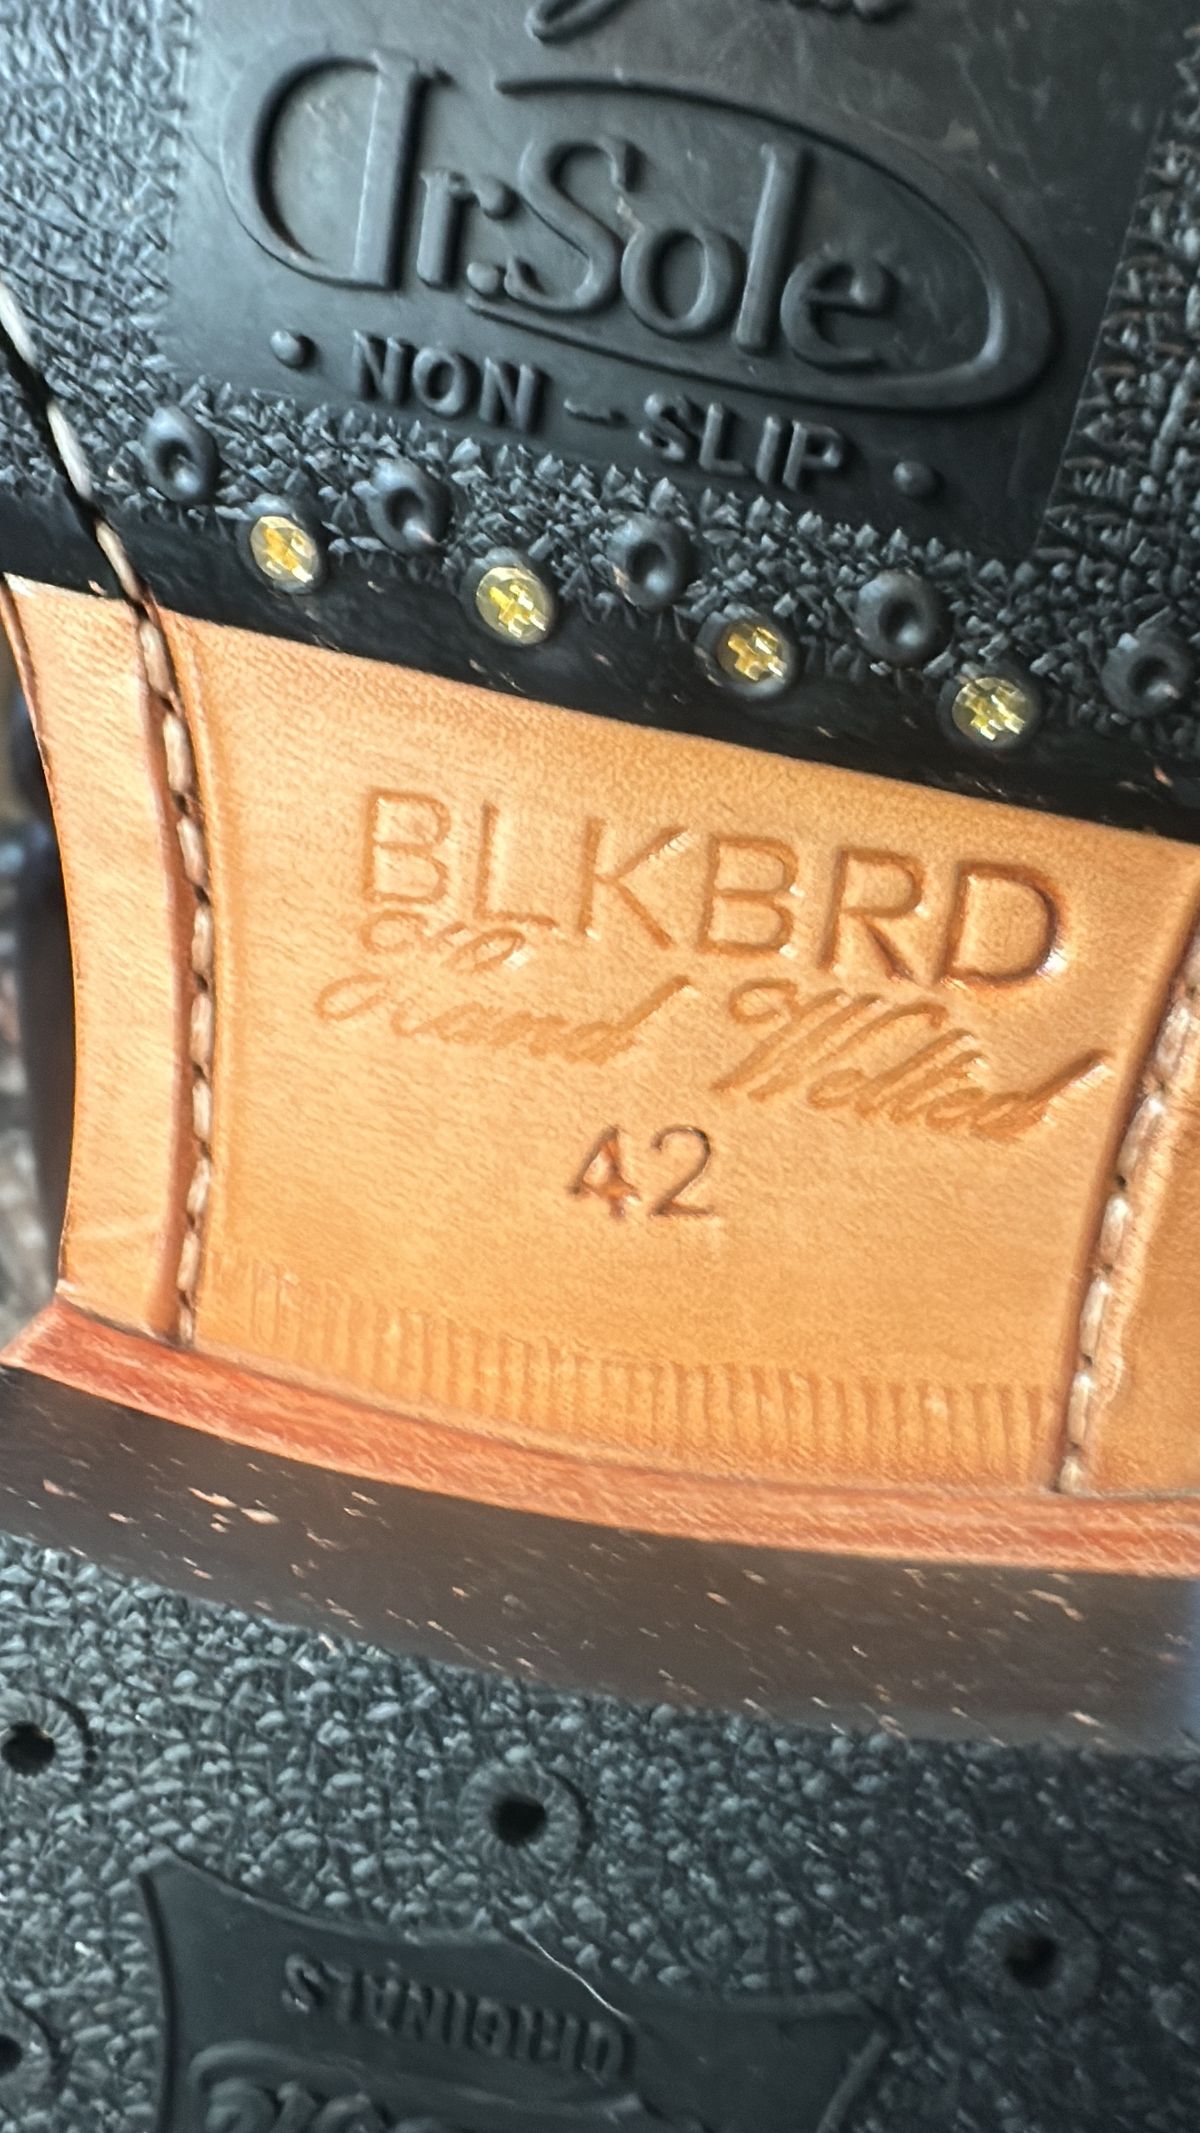 Dr.Sole
• NON-SLIP •
BLKBRD
Hand Welted
42
ORIGINALS